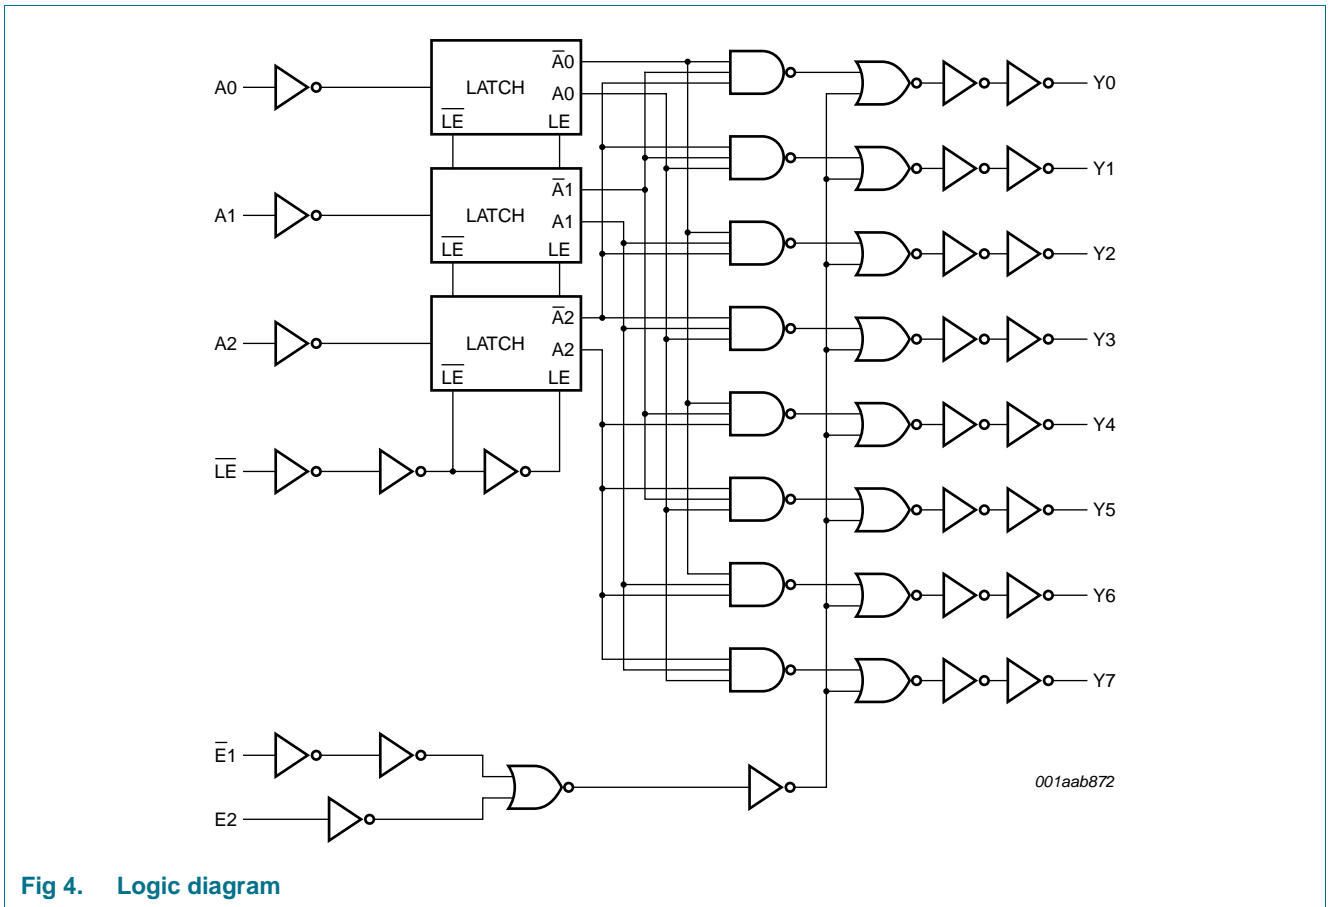 A0
LATCH
A̅0
A0
L̅E̅
LE
Y0
A1
LATCH
A̅1
A1
L̅E̅
LE
Y1
Y2
A2
LATCH
A̅2
A2
L̅E̅
LE
Y3
Y4
L̅E̅
Y5
Y6
Y7
E̅1
E2
001aab872
Fig 4. Logic diagram